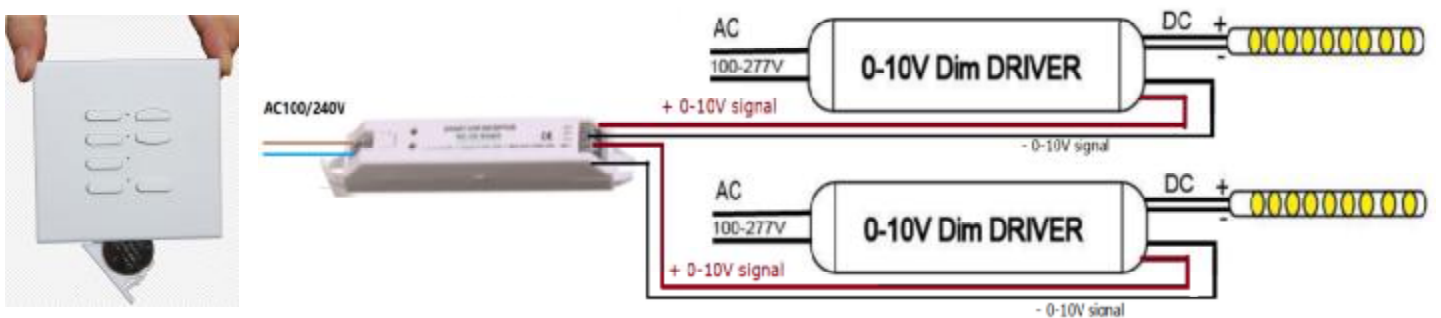 AC100/240V
+ 0-10V signal
- 0-10V signal
+ 0-10V signal
- 0-10V signal
AC
100-277V
0-10V Dim DRIVER
DC +
-
AC
100-277V
0-10V Dim DRIVER
DC +
-
CE